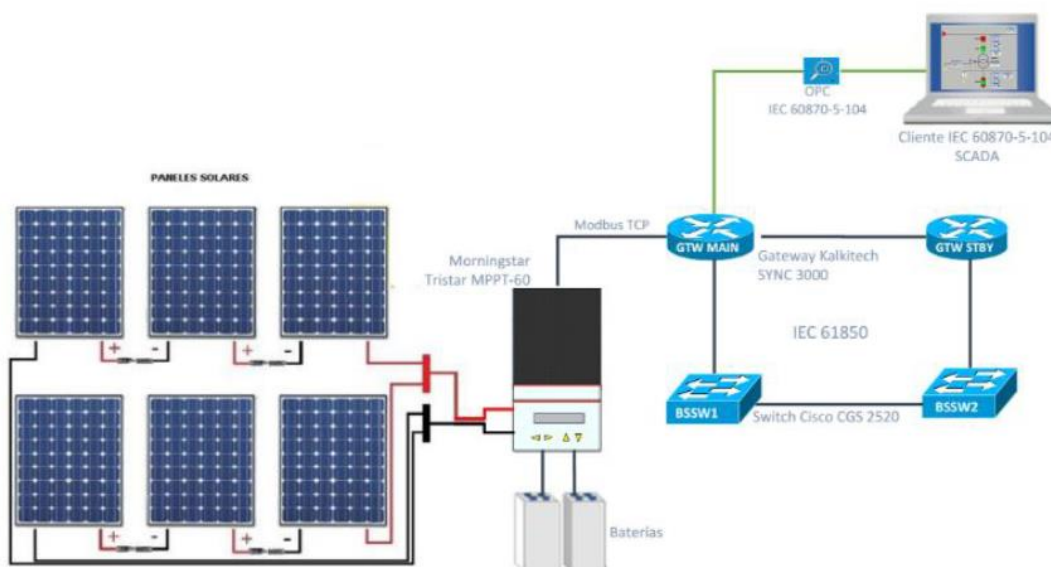 OPC
IEC 60870-5-104
Cliente IEC 60870-5-104
SCADA
PANELES SOLARES
Modbus TCP
GTW MAIN
GTW STBY
Morningstar
Tristar MPPT-60
Gateway Kalkitech
SYNC 3000
IEC 61850
+ -
+ -
BSSW1
Switch Cisco CGS 2520
BSSW2
+ -
+ -
Baterías